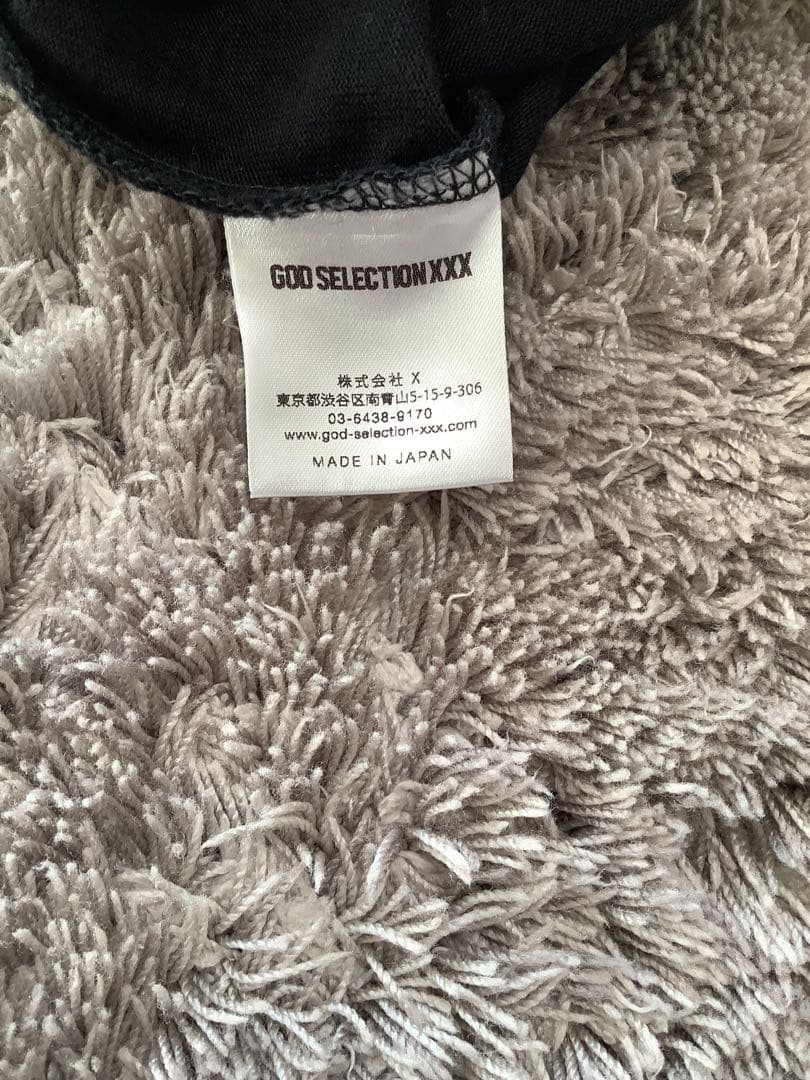 GOD SELECTION XXX
株式会社 X
東京都渋谷区南青山5-15-9-306
03-6438-9170
www.god-selection-xxx.com
MADE IN JAPAN